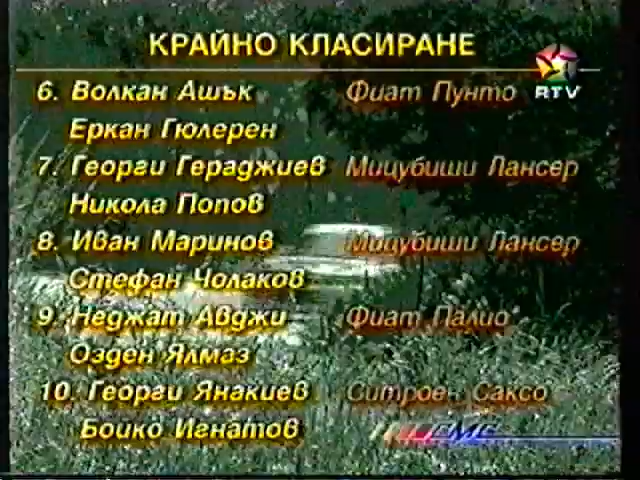 КРАЙНО КЛАСИРАНЕ
6. Волкан Ашък Фиат Пунто
RTV
Еркан Гюлерен
7. Георги Гераджиев Мицубиши Лансер
Никола Попов
8. Иван Маринов Мицубиши Лансер
Стефан Чолаков
9. Неджат Авджи Фиат Палио
Озден Ялмаз
10. Георги Янакиев Ситроен Саксо
Бойко Игнатов